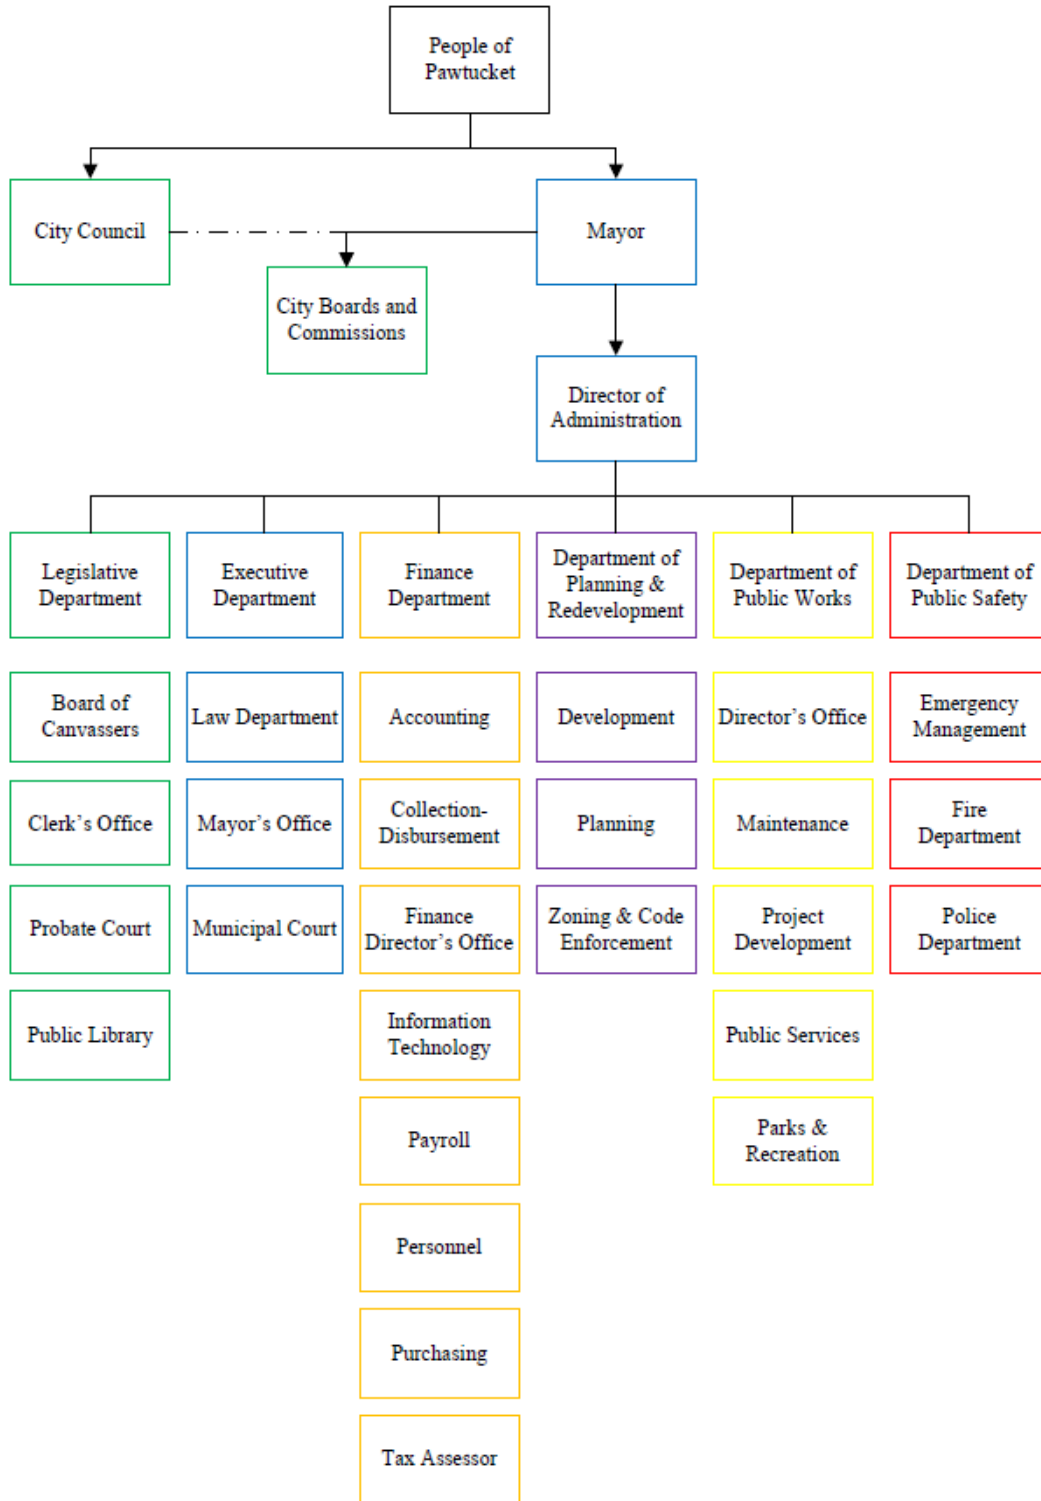 People of
Pawtucket
City Council
Mayor
City Boards and
Commissions
Director of
Administration
Legislative
Department
Executive
Department
Finance
Department
Department of
Planning &
Redevelopment
Department of
Public Works
Department of
Public Safety
Board of
Canvassers
Law Department
Accounting
Development
Director’s Office
Emergency
Management
Clerk’s Office
Mayor’s Office
Collection-
Disbursement
Planning
Maintenance
Fire
Department
Probate Court
Municipal Court
Finance
Director’s Office
Zoning & Code
Enforcement
Project
Development
Police
Department
Public Library
Information
Technology
Public Services
Payroll
Parks &
Recreation
Personnel
Purchasing
Tax Assessor